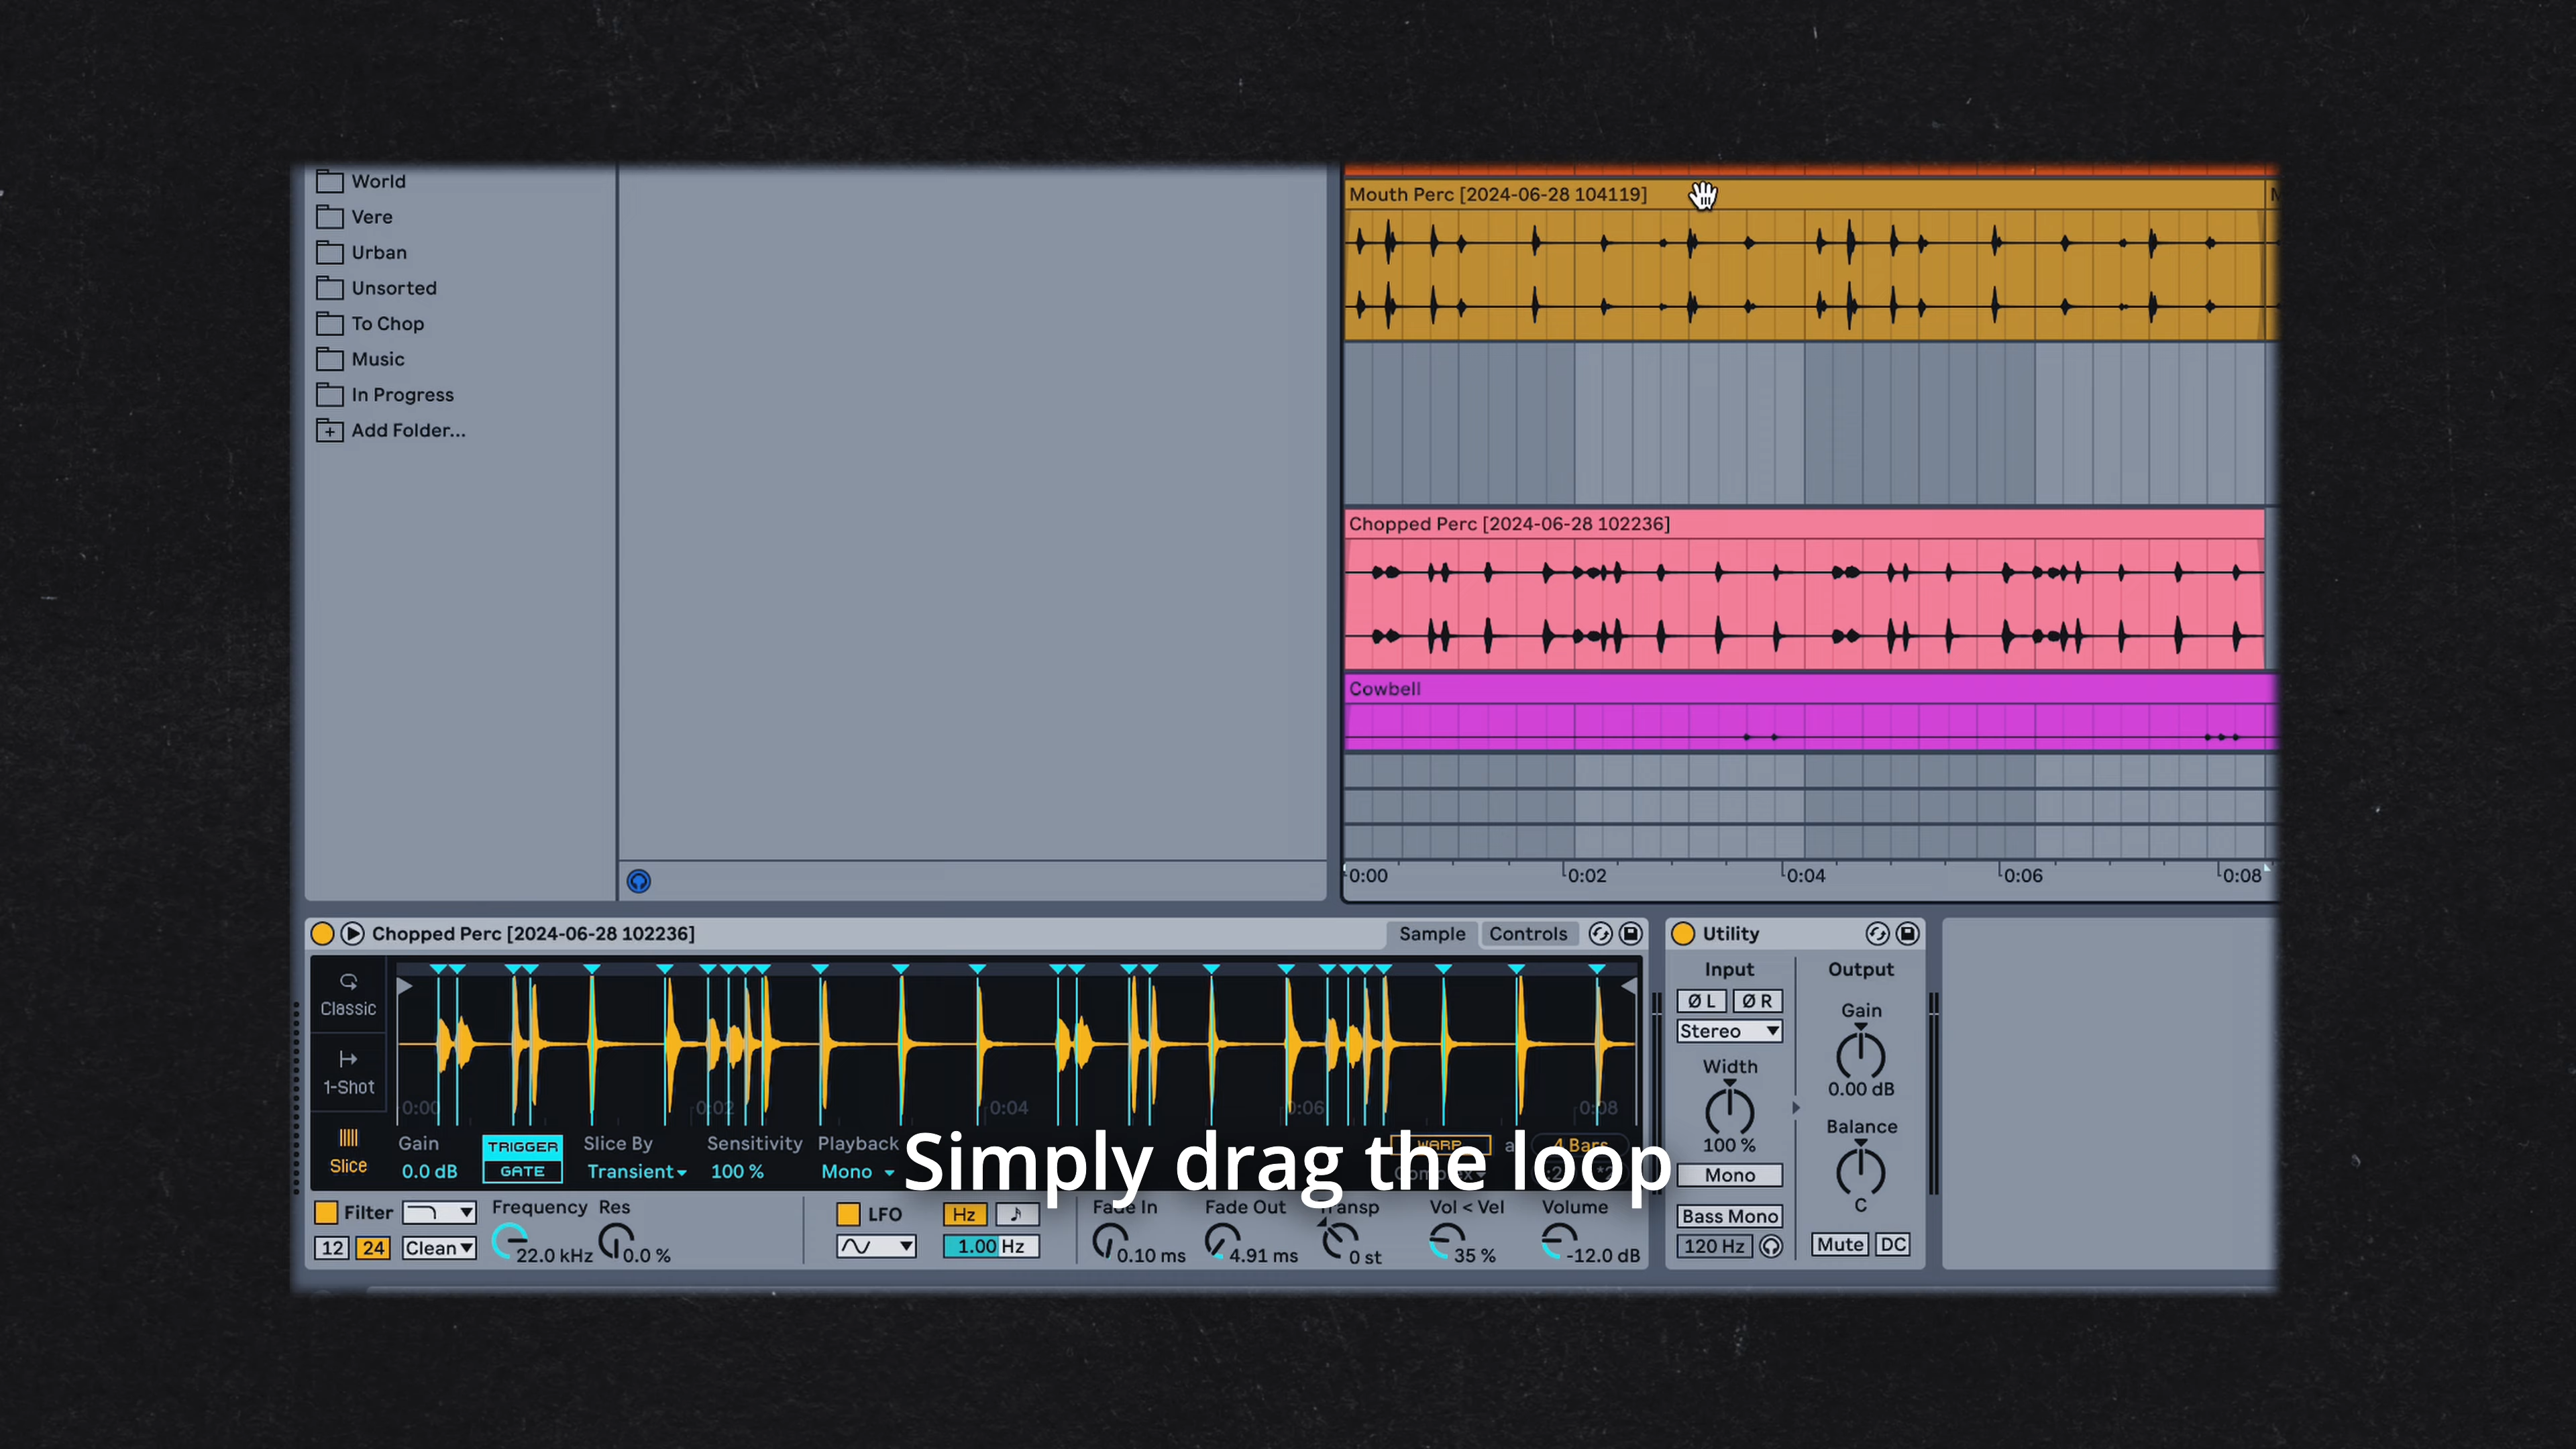 World
Vere
Urban
Unsorted
To Chop
Music
In Progress
Add Folder...
Mouth Perc [2024-06-28 104119]
Chopped Perc [2024-06-28 102236]
Cowbell
0:00 0:02 0:04 0:06 0:08
Chopped Perc [2024-06-28 102236] Sample Controls
Classic
1-Shot
Slice
0:00 0:02 0:04 0:06 0:08
Gain TRIGGER Slice By Sensitivity Playback WARP 4 Bars
0.0 dB GATE Transient 100 % Mono
Simply drag the loop
Filter Frequency Res LFO Hz Fade In Fade Out Transp Vol < Vel Volume
12 24 Clean 22.0 kHz 0.0 % 1.00 Hz 0.10 ms 4.91 ms 0 st 35 % -12.0 dB
Utility
Input Output
Ø L Ø R Gain
Stereo
Width 0.00 dB
100 % Balance
Mono
Bass Mono C
120 Hz Mute DC